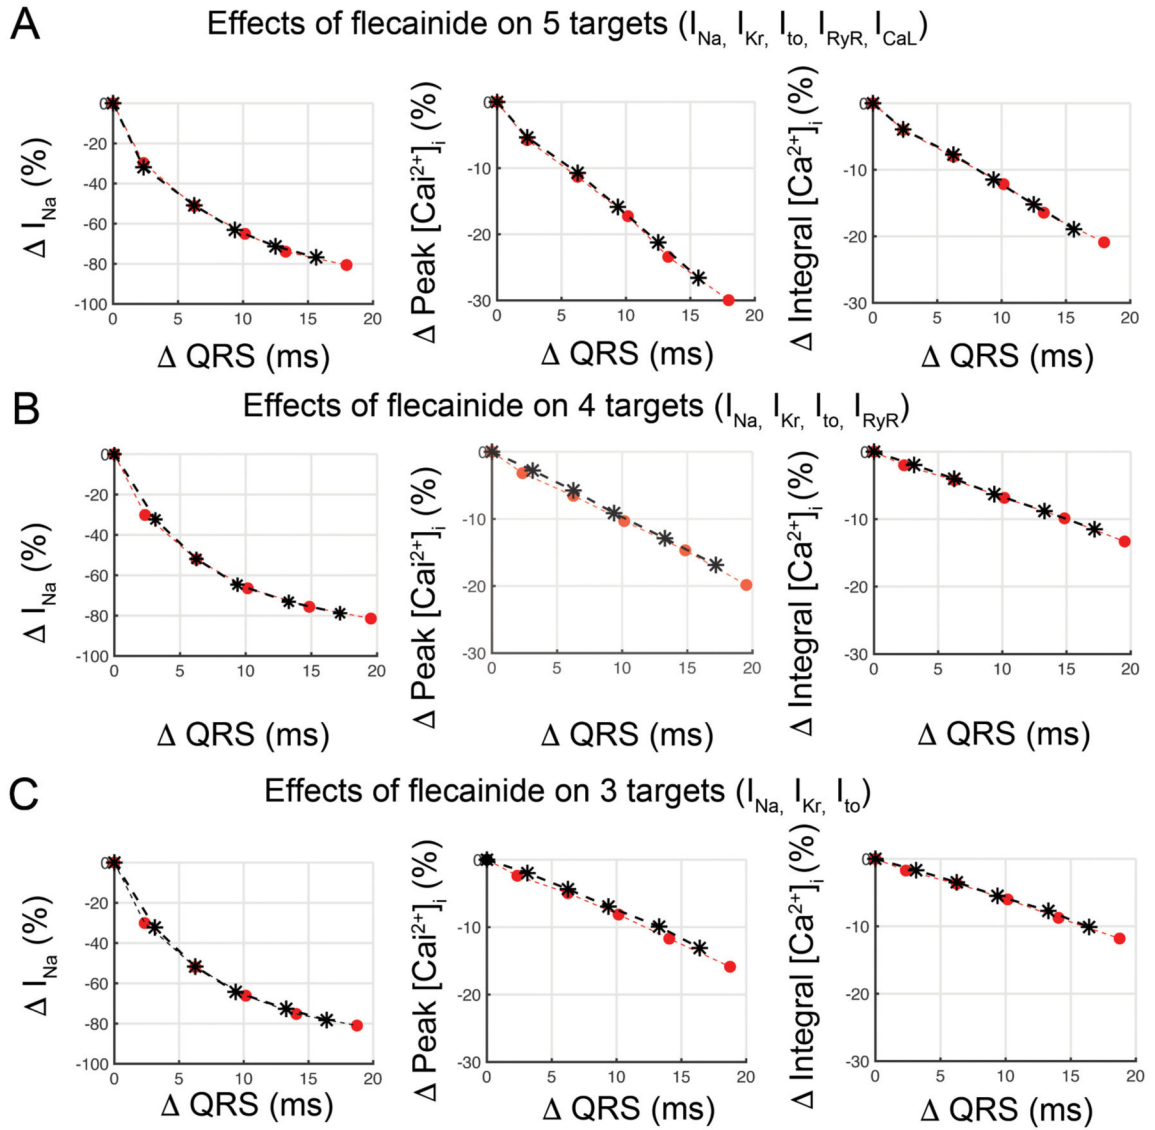 A
Effects of flecainide on 5 targets (I_Na, I_Kr, I_to, I_RyR, I_CaL)
Δ I_Na (%)
0
-20
-40
-60
-80
-100
0 5 10 15 20
Δ QRS (ms)
Δ Peak [Cai²⁺]_i (%)
0
-10
-20
-30
0 5 10 15 20
Δ QRS (ms)
Δ Integral [Ca²⁺]_i (%)
0
-10
-20
-30
0 5 10 15 20
Δ QRS (ms)
B
Effects of flecainide on 4 targets (I_Na, I_Kr, I_to, I_RyR)
Δ I_Na (%)
0
-20
-40
-60
-80
-100
0 5 10 15 20
Δ QRS (ms)
Δ Peak [Cai²⁺]_i (%)
0
-10
-20
-30
0 5 10 15 20
Δ QRS (ms)
Δ Integral [Ca²⁺]_i (%)
0
-10
-20
-30
0 5 10 15 20
Δ QRS (ms)
C
Effects of flecainide on 3 targets (I_Na, I_Kr, I_to)
Δ I_Na (%)
0
-20
-40
-60
-80
-100
0 5 10 15 20
Δ QRS (ms)
Δ Peak [Cai²⁺]_i (%)
0
-10
-20
-30
0 5 10 15 20
Δ QRS (ms)
Δ Integral [Ca²⁺]_i (%)
0
-10
-20
-30
0 5 10 15 20
Δ QRS (ms)